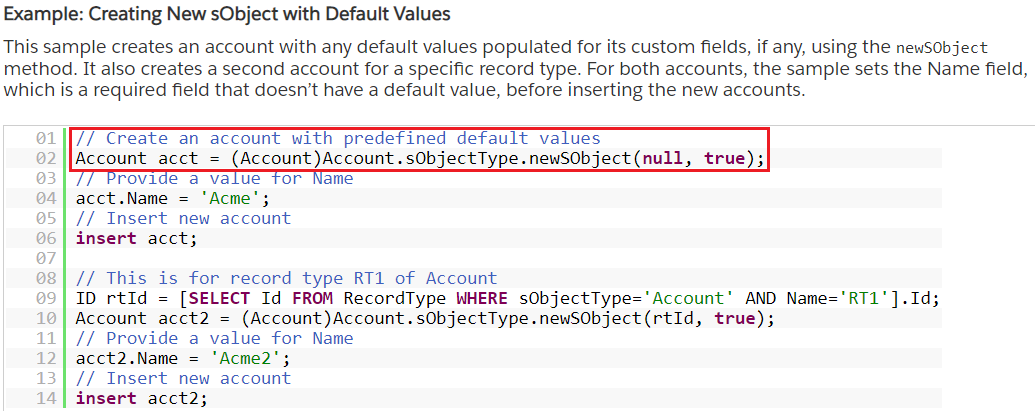 Example: Creating New sObject with Default Values
This sample creates an account with any default values populated for its custom fields, if any, using the newSObject
method. It also creates a second account for a specific record type. For both accounts, the sample sets the Name field,
which is a required field that doesn’t have a default value, before inserting the new accounts.
01 // Create an account with predefined default values
02 Account acct = (Account)Account.sObjectType.newSObject(null, true);
03 // Provide a value for Name
04 acct.Name = 'Acme';
05 // Insert new account
06 insert acct;
07
08 // This is for record type RT1 of Account
09 ID rtId = [SELECT Id FROM RecordType WHERE sObjectType='Account' AND Name='RT1'].Id;
10 Account acct2 = (Account)Account.sObjectType.newSObject(rtId, true);
11 // Provide a value for Name
12 acct2.Name = 'Acme2';
13 // Insert new account
14 insert acct2;